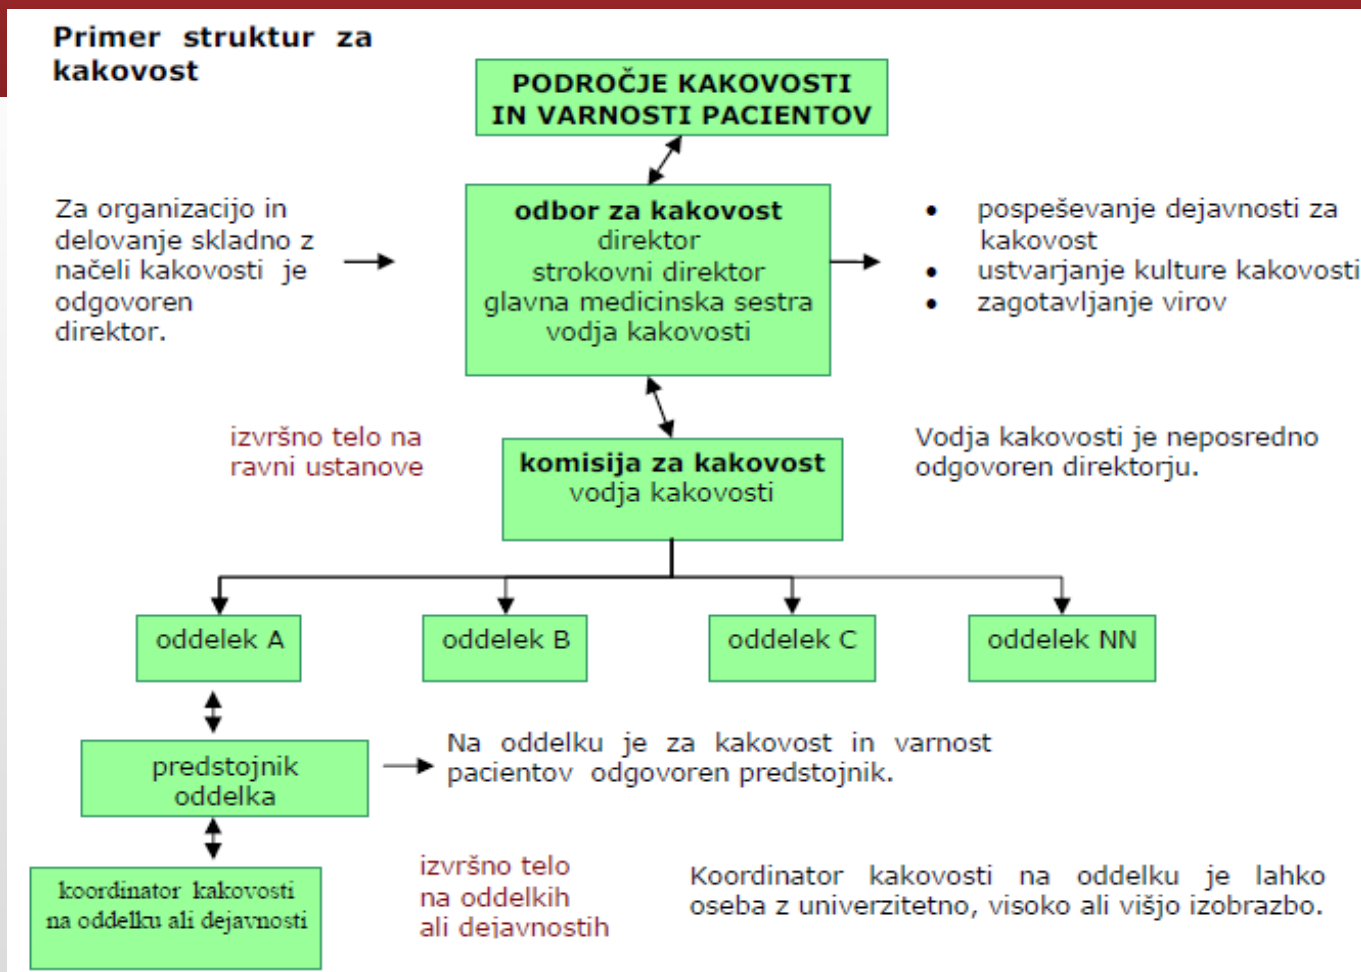 Primer struktur za
kakovost
PODROČJE KAKOVOSTI
IN VARNOSTI PACIENTOV
Za organizacijo in
delovanje skladno z
načeli kakovosti je
odgovoren
direktor.
odbor za kakovost
direktor
strokovni direktor
glavna medicinska sestra
vodja kakovosti
• pospeševanje dejavnosti za
kakovost
• ustvarjanje kulture kakovosti
• zagotavljanje virov
izvršno telo na
ravni ustanove
komisija za kakovost
vodja kakovosti
Vodja kakovosti je neposredno
odgovoren direktorju.
oddelek A
oddelek B
oddelek C
oddelek NN
predstojnik
oddelka
Na oddelku je za kakovost in varnost
pacientov odgovoren predstojnik.
koordinator kakovosti
na oddelku ali dejavnosti
izvršno telo
na oddelkih
ali dejavnostih
Koordinator kakovosti na oddelku je lahko
oseba z univerzitetno, visoko ali višjo izobrazbo.